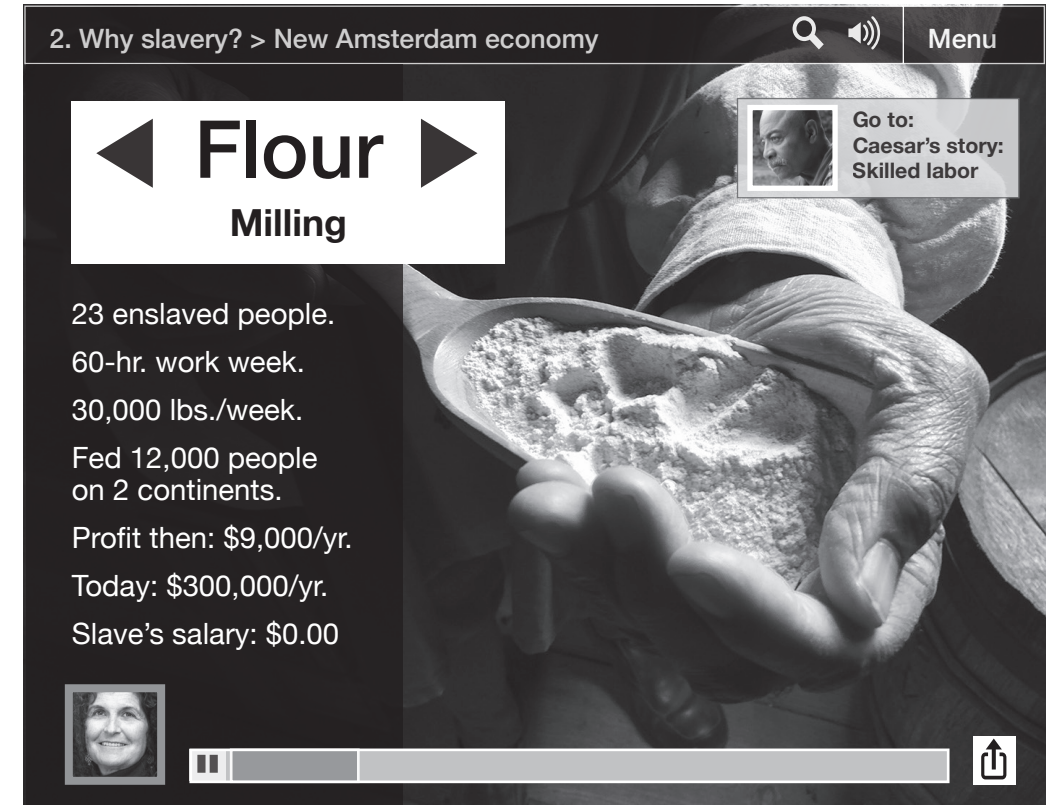 2. Why slavery? > New Amsterdam economy
Menu
Flour
Milling
Go to:
Caesar's story:
Skilled labor
23 enslaved people.
60-hr. work week.
30,000 lbs./week.
Fed 12,000 people
on 2 continents.
Profit then: $9,000/yr.
Today: $300,000/yr.
Slave's salary: $0.00